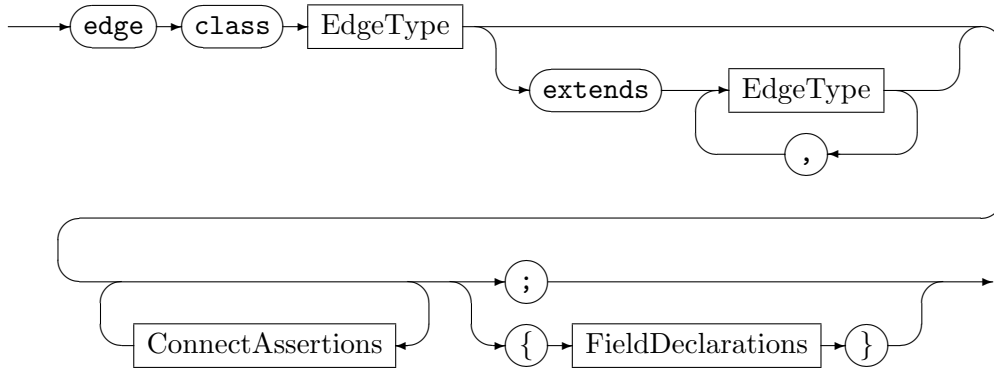 edge class EdgeType
extends EdgeType
,
;
ConnectAssertions { FieldDeclarations }